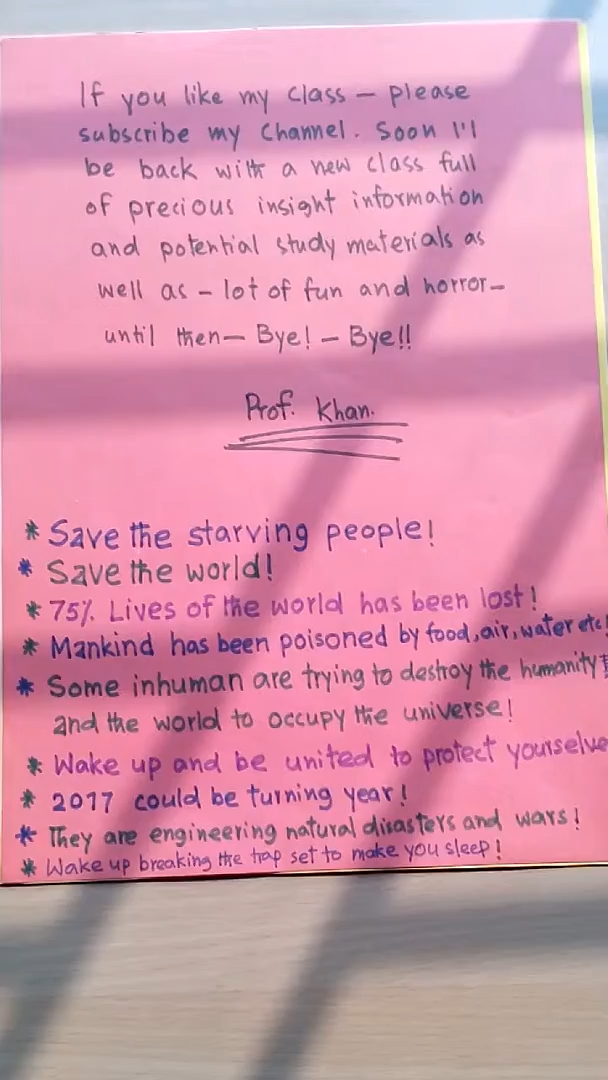 If you like my class – please
subscribe my Channel. Soon I'l
be back with a new class full
of precious insight information
and potential study materials as
well as – lot of fun and horror –
until then – Bye! – Bye!!
Prof. Khan.
* Save the starving people!
* Save the world!
* 75% Lives of the world has been lost!
* Mankind has been poisoned by food, air, water etc!
* Some inhuman are trying to destroy the humanity
and the world to occupy the universe!
* Wake up and be united to protect yourselve
* 2017 could be turning year!
* They are engineering natural disasters and wars!
* Wake up breaking the trap set to make you sleep!